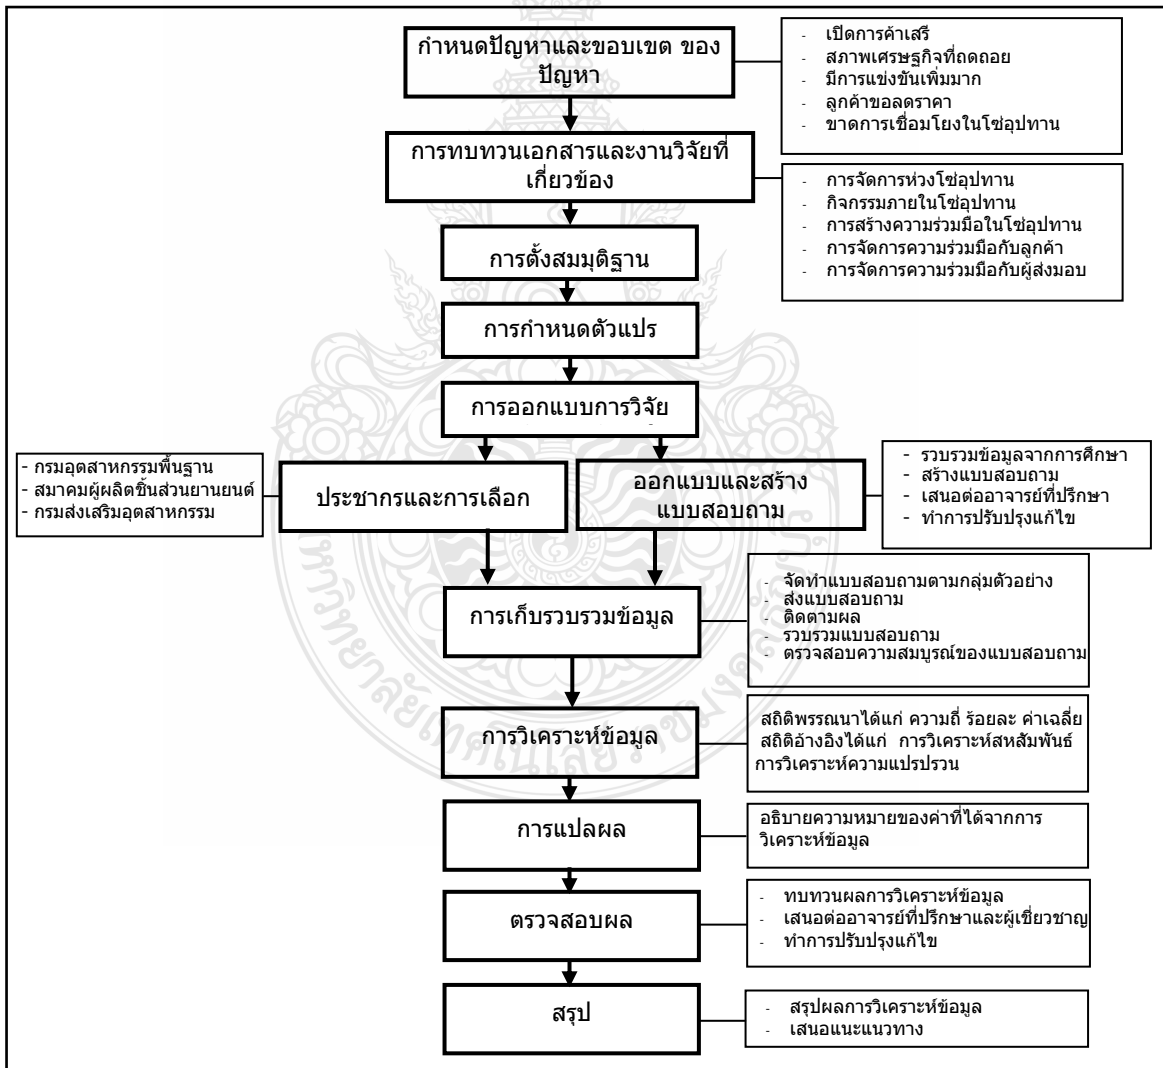 กำหนดปัญหาและขอบเขต ของ
ปัญหา
- เปิดการค้าเสรี
- สภาพเศรษฐกิจที่ถดถอย
- มีการแข่งขันเพิ่มมาก
- ลูกค้าขอลดราคา
- ขาดการเชื่อมโยงในโซ่อุปทาน
การทบทวนเอกสารและงานวิจัยที่
เกี่ยวข้อง
- การจัดการห่วงโซ่อุปทาน
- กิจกรรมภายในโซ่อุปทาน
- การสร้างความร่วมมือในโซ่อุปทาน
- การจัดการความร่วมมือกับลูกค้า
- การจัดการความร่วมมือกับผู้ส่งมอบ
การตั้งสมมุติฐาน
การกำหนดตัวแปร
การออกแบบการวิจัย
- กรมอุตสาหกรรมพื้นฐาน
- สมาคมผู้ผลิตชิ้นส่วนยานยนต์
- กรมส่งเสริมอุตสาหกรรม
ประชากรและการเลือก
ออกแบบและสร้าง
แบบสอบถาม
- รวบรวมข้อมูลจากการศึกษา
- สร้างแบบสอบถาม
- เสนอต่ออาจารย์ที่ปรึกษา
- ทำการปรับปรุงแก้ไข
การเก็บรวบรวมข้อมูล
- จัดทำแบบสอบถามตามกลุ่มตัวอย่าง
- ส่งแบบสอบถาม
- ติดตามผล
- รวบรวมแบบสอบถาม
- ตรวจสอบความสมบูรณ์ของแบบสอบถาม
การวิเคราะห์ข้อมูล
สถิติพรรณนาได้แก่ ความถี่ ร้อยละ ค่าเฉลี่ย
สถิติอ้างอิงได้แก่ การวิเคราะห์สหสัมพันธ์
การวิเคราะห์ความแปรปรวน
การแปลผล
อธิบายความหมายของค่าที่ได้จากการ
วิเคราะห์ข้อมูล
ตรวจสอบผล
- ทบทวนผลการวิเคราะห์ข้อมูล
- เสนอต่ออาจารย์ที่ปรึกษาและผู้เชี่ยวชาญ
- ทำการปรับปรุงแก้ไข
สรุป
- สรุปผลการวิเคราะห์ข้อมูล
- เสนอแนะแนวทาง